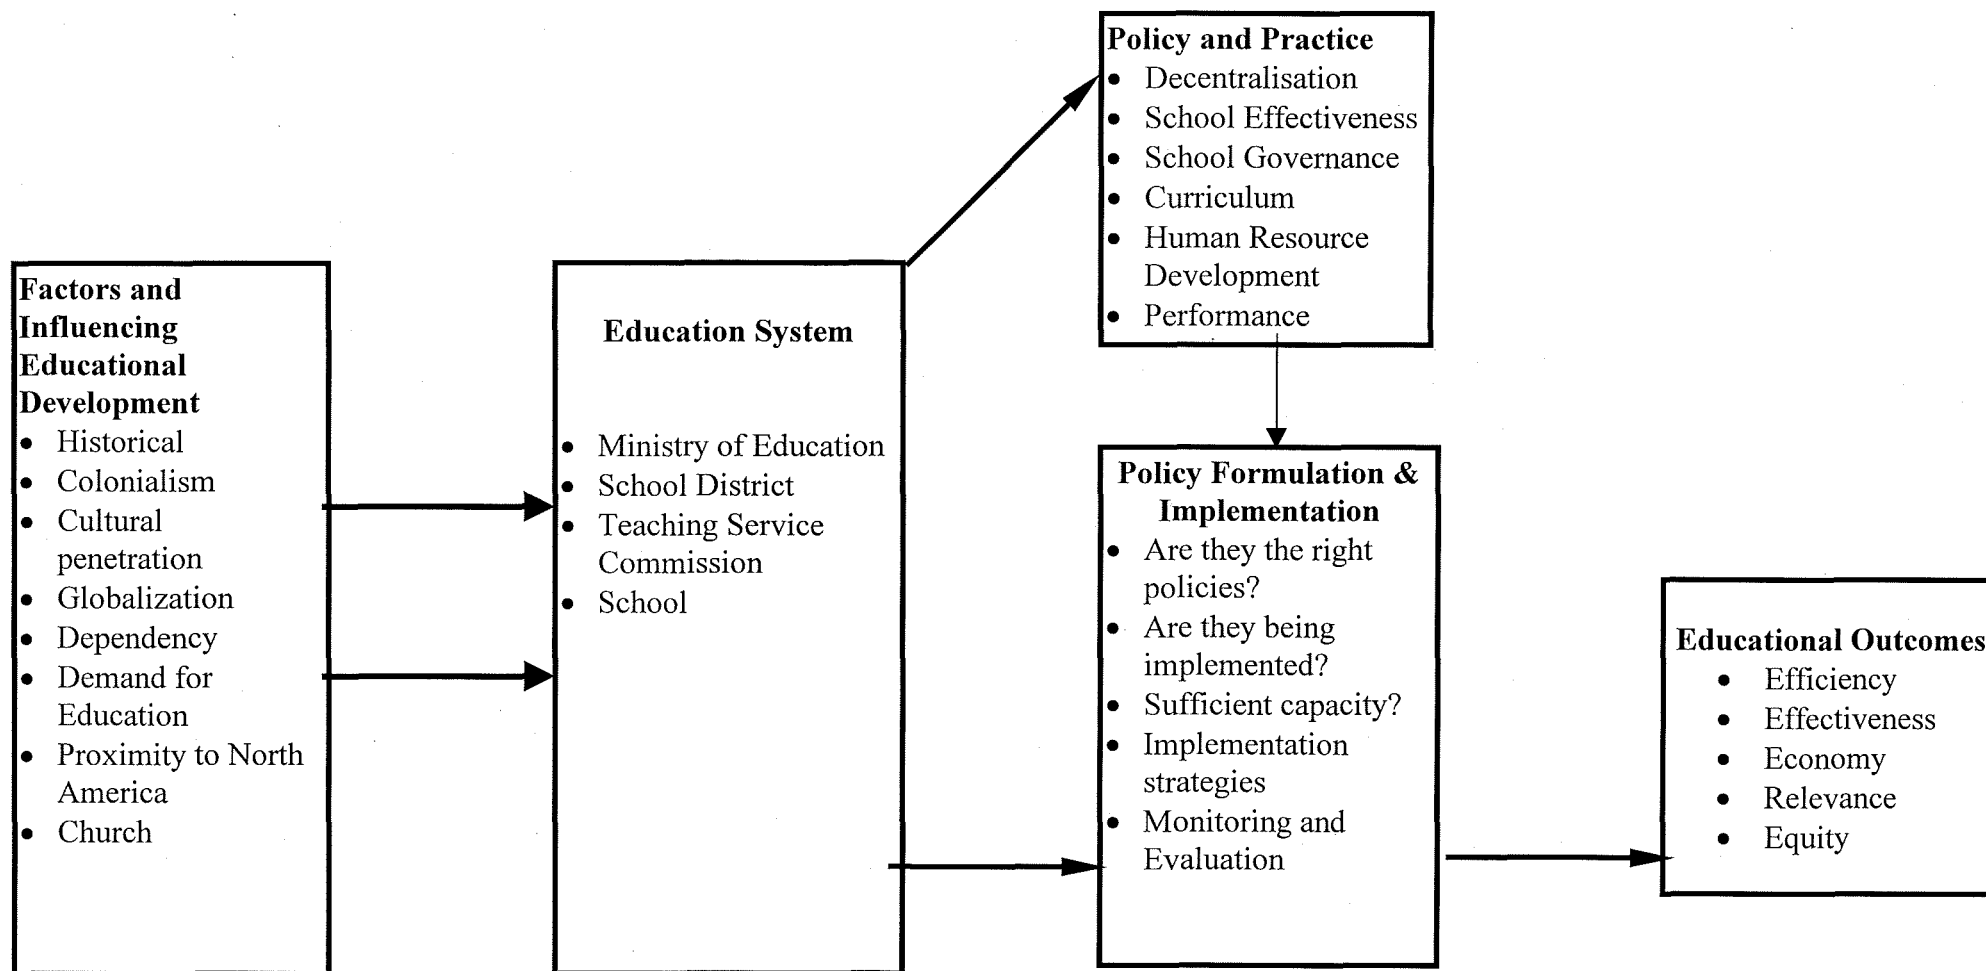 Factors and
Influencing
Educational
Development
• Historical
• Colonialism
• Cultural
penetration
• Globalization
• Dependency
• Demand for
Education
• Proximity to North
America
• Church
Education System
• Ministry of Education
• School District
• Teaching Service
Commission
• School
Policy and Practice
• Decentralisation
• School Effectiveness
• School Governance
• Curriculum
• Human Resource
Development
• Performance
Policy Formulation &
Implementation
• Are they the right
policies?
• Are they being
implemented?
• Sufficient capacity?
• Implementation
strategies
• Monitoring and
Evaluation
Educational Outcomes
• Efficiency
• Effectiveness
• Economy
• Relevance
• Equity